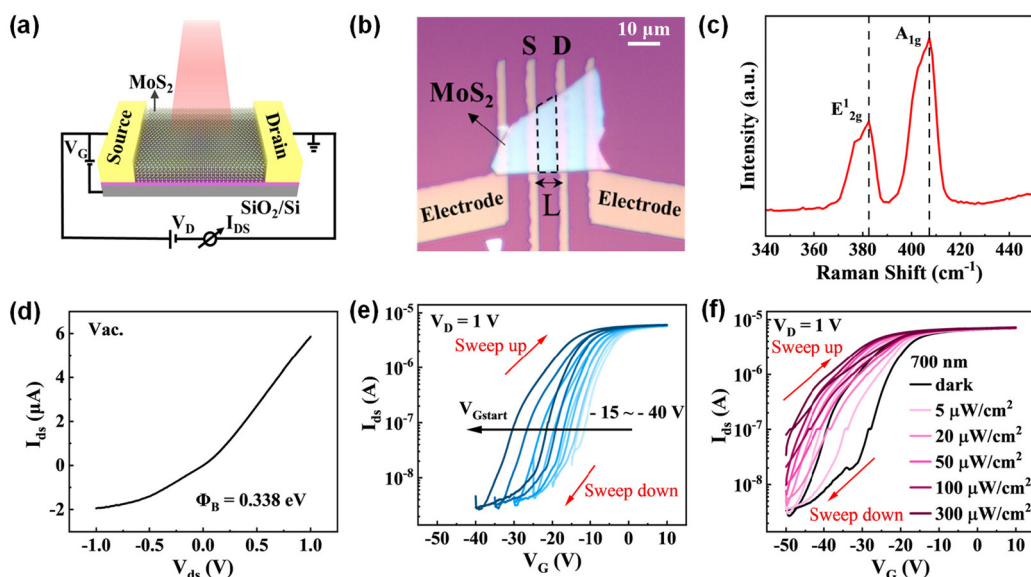 (a)
MoS₂
Source
Drain
V_G
SiO₂/Si
V_D
I_DS
(b)
10 μm
S
D
MoS₂
L
Electrode
Electrode
(c)
A₁g
E¹₂g
Intensity (a.u.)
340 380 400 420 440
Raman Shift (cm⁻¹)
(d)
Vac.
I_ds (μA)
6
4
2
0
-2
Φ_B = 0.338 eV
-1.0 -0.5 0.0 0.5 1.0
V_ds (V)
(e)
V_D = 1 V
Sweep up
V_Gstart
- 15 ~ - 40 V
Sweep down
I_ds (A)
10⁻⁵
10⁻⁶
10⁻⁷
10⁻⁸
-50 -40 -30 -20 -10 0 10
V_G (V)
(f)
V_D = 1 V
Sweep up
700 nm
dark
5 μW/cm²
20 μW/cm²
50 μW/cm²
100 μW/cm²
300 μW/cm²
Sweep down
I_ds (A)
10⁻⁵
10⁻⁶
10⁻⁷
10⁻⁸
-50 -40 -30 -20 -10 0 10
V_G (V)